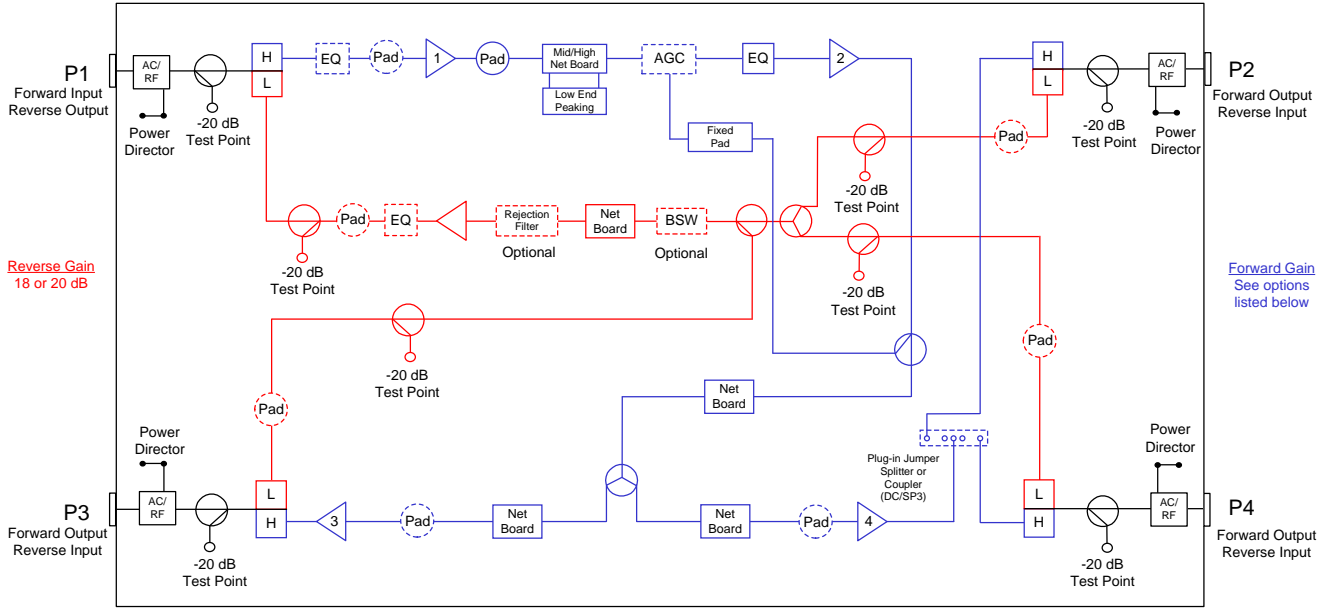 P1
Forward Input
Reverse Output
AC/
RF
Power
Director
-20 dB
Test Point
H
L
EQ
Pad
1
Pad
Mid/High
Net Board
Low End
Peaking
AGC
EQ
2
Fixed
Pad
H
L
Pad
-20 dB
Test Point
AC/
RF
Power
Director
P2
Forward Output
Reverse Input
-20 dB
Test Point
Pad
EQ
Rejection
Filter
Optional
Net
Board
BSW
Optional
-20 dB
Test Point
-20 dB
Test Point
Reverse Gain
18 or 20 dB
Forward Gain
See options
listed below
-20 dB
Test Point
Pad
Pad
Net
Board
Plug-in Jumper
Splitter or
Coupler
(DC/SP3)
Power
Director
P3
Forward Output
Reverse Input
AC/
RF
-20 dB
Test Point
L
H
3
Pad
Net
Board
Net
Board
Pad
4
L
H
-20 dB
Test Point
Power
Director
AC/
RF
P4
Forward Output
Reverse Input